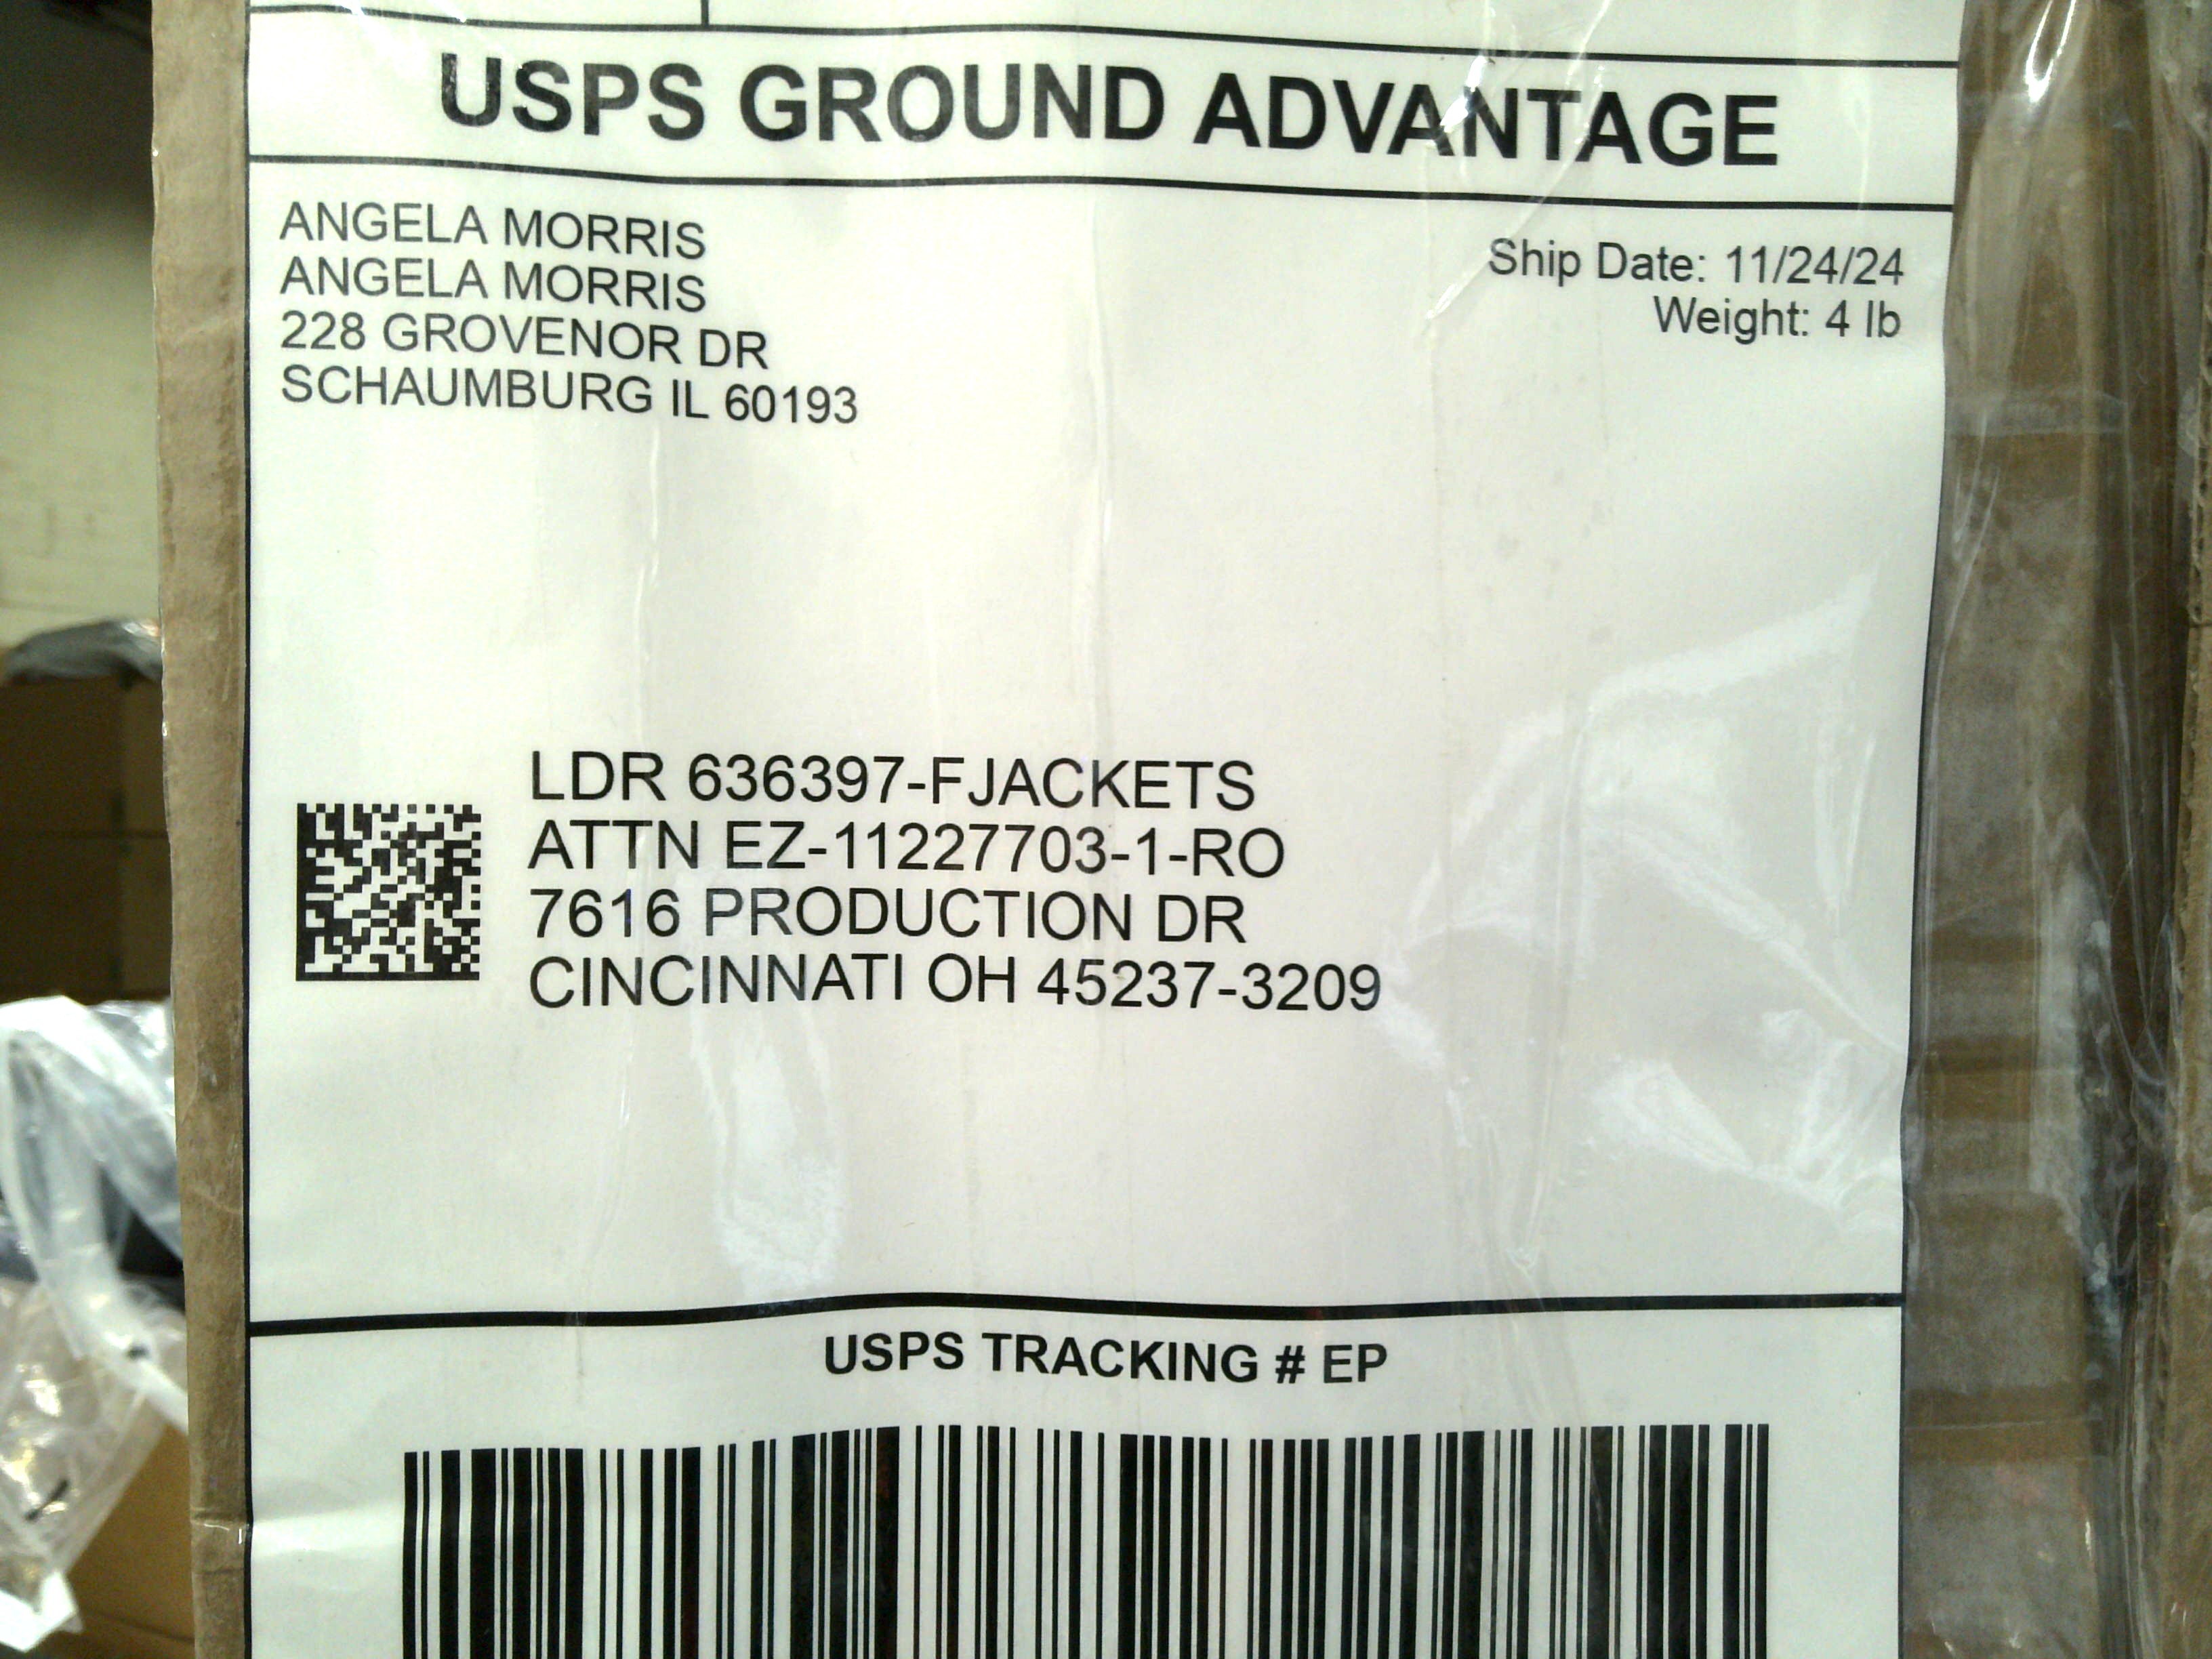 USPS GROUND ADVANTAGE
ANGELA MORRIS
ANGELA MORRIS
228 GROVENOR DR
SCHAUMBURG IL 60193
Ship Date: 11/24/24
Weight: 4 lb
LDR 636397-FJACKETS
ATTN EZ-11227703-1-RO
7616 PRODUCTION DR
CINCINNATI OH 45237-3209
USPS TRACKING # EP